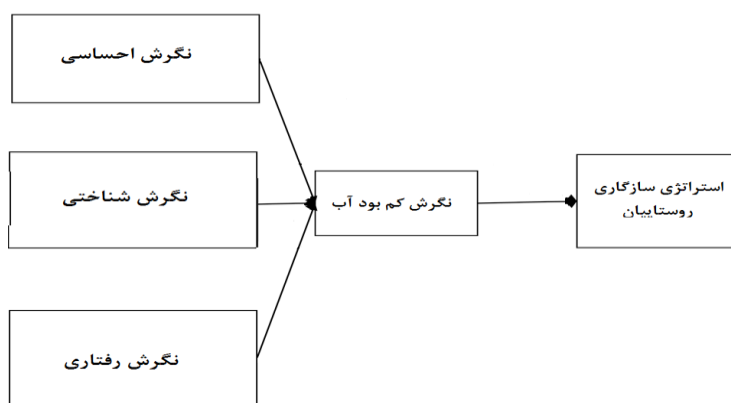 نگرش احساسی
نگرش شناختی
نگرش کم بود آب
استراتژی سازگاری
روستاییان
نگرش رفتاری